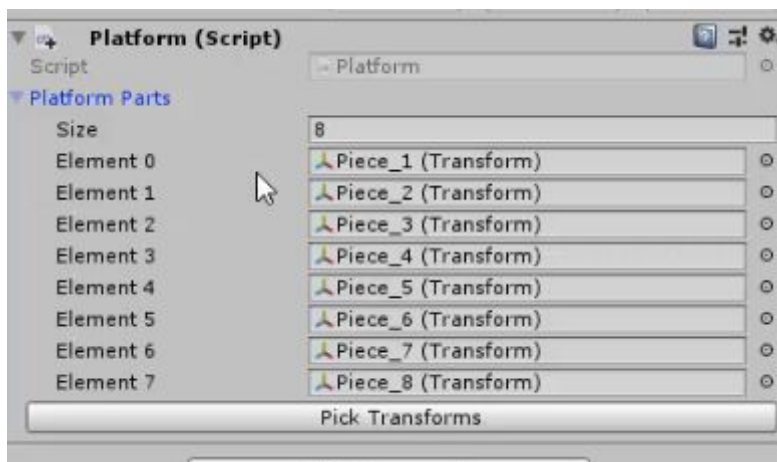 Platform (Script)
Script Platform
Platform Parts
Size 8
Element 0 Piece_1 (Transform)
Element 1 Piece_2 (Transform)
Element 2 Piece_3 (Transform)
Element 3 Piece_4 (Transform)
Element 4 Piece_5 (Transform)
Element 5 Piece_6 (Transform)
Element 6 Piece_7 (Transform)
Element 7 Piece_8 (Transform)
Pick Transforms